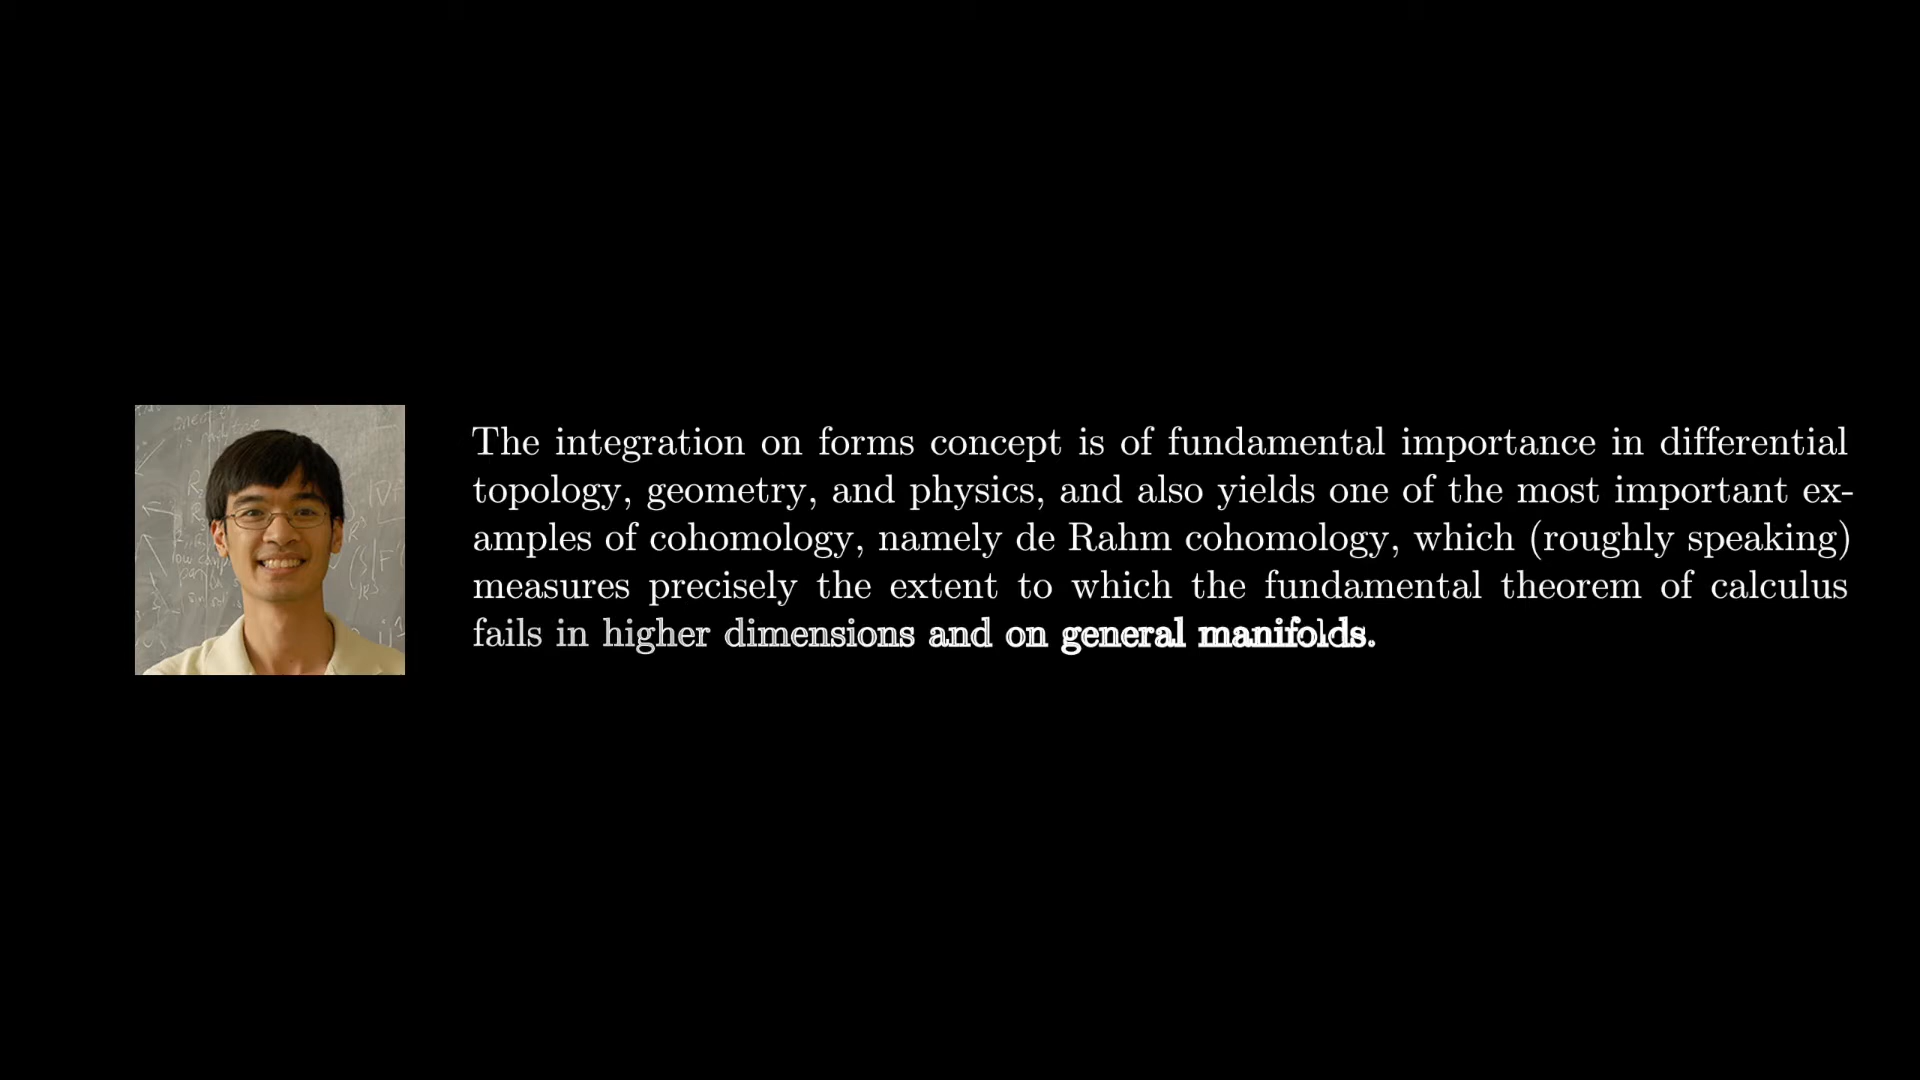 The integration on forms concept is of fundamental importance in differential
topology, geometry, and physics, and also yields one of the most important ex-
amples of cohomology, namely de Rahm cohomology, which (roughly speaking)
measures precisely the extent to which the fundamental theorem of calculus
fails in higher dimensions and on general manifolds.